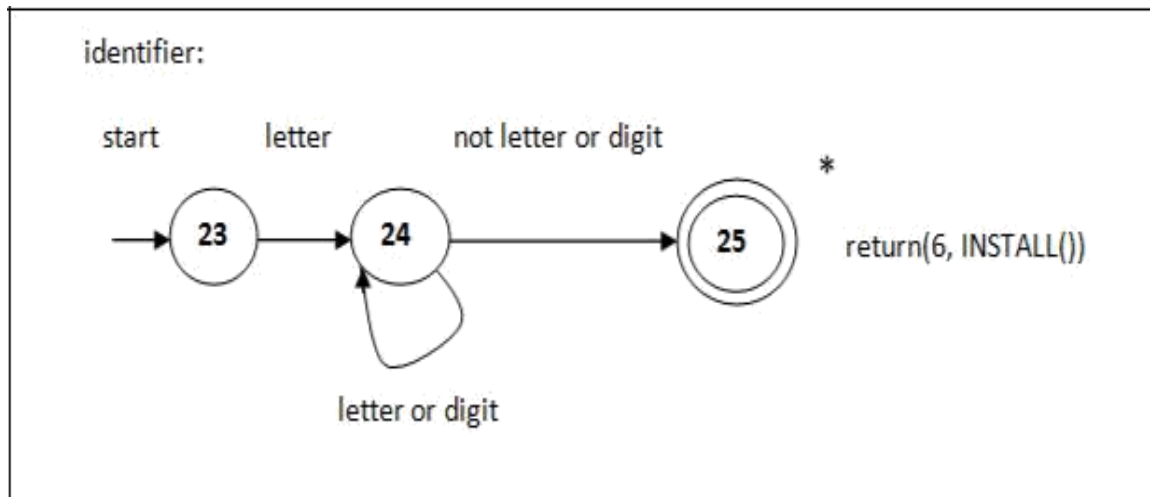 identifier:
start letter not letter or digit
*
23 24 25
return(6, INSTALL())
letter or digit